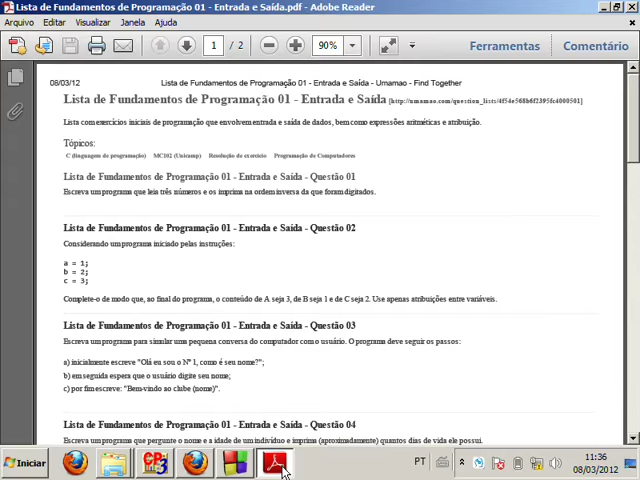 Lista de Fundamentos de Programação 01 - Entrada e Saída.pdf - Adobe Reader
Arquivo Editar Visualizar Janela Ajuda
1 / 2 90% Ferramentas Comentário
08/03/12 Lista de Fundamentos de Programação 01 - Entrada e Saída - Umamao - Find Together
Lista de Fundamentos de Programação 01 - Entrada e Saída
Lista com exercícios iniciais de programação que envolvem entrada e saída de dados, bem como expressões aritméticas e atribuição.
Tópicos:
C (linguagem de programação) MC102 (Unicamp) Resolução de exercício Programação de Computadores
Lista de Fundamentos de Programação 01 - Entrada e Saída - Questão 01
Escreva um programa que leia três números e os imprima na ordem inversa da que foram digitados.
Lista de Fundamentos de Programação 01 - Entrada e Saída - Questão 02
Considerando um programa iniciado pelas instruções:
a = 1;
b = 2;
c = 3;
Complete-o de modo que, ao final do programa, o conteúdo de A seja 3, de B seja 1 e de C seja 2. Use apenas atribuições entre variáveis.
Lista de Fundamentos de Programação 01 - Entrada e Saída - Questão 03
Escreva um programa para simular uma pequena conversa do computador com o usuário. O programa deve seguir os passos:
a) inicialmente escreve "Olá eu sou o Nº 1, como é seu nome?";
b) em seguida espera que o usuário digite seu nome;
c) por fim escreve: "Bem-vindo ao clube (nome)".
Lista de Fundamentos de Programação 01 - Entrada e Saída - Questão 04
Escreva um programa que pergunte o nome e a idade de um indivíduo e imprima (aproximadamente) quantos dias de vida ele possui.
Iniciar PT 11:36
08/03/2012